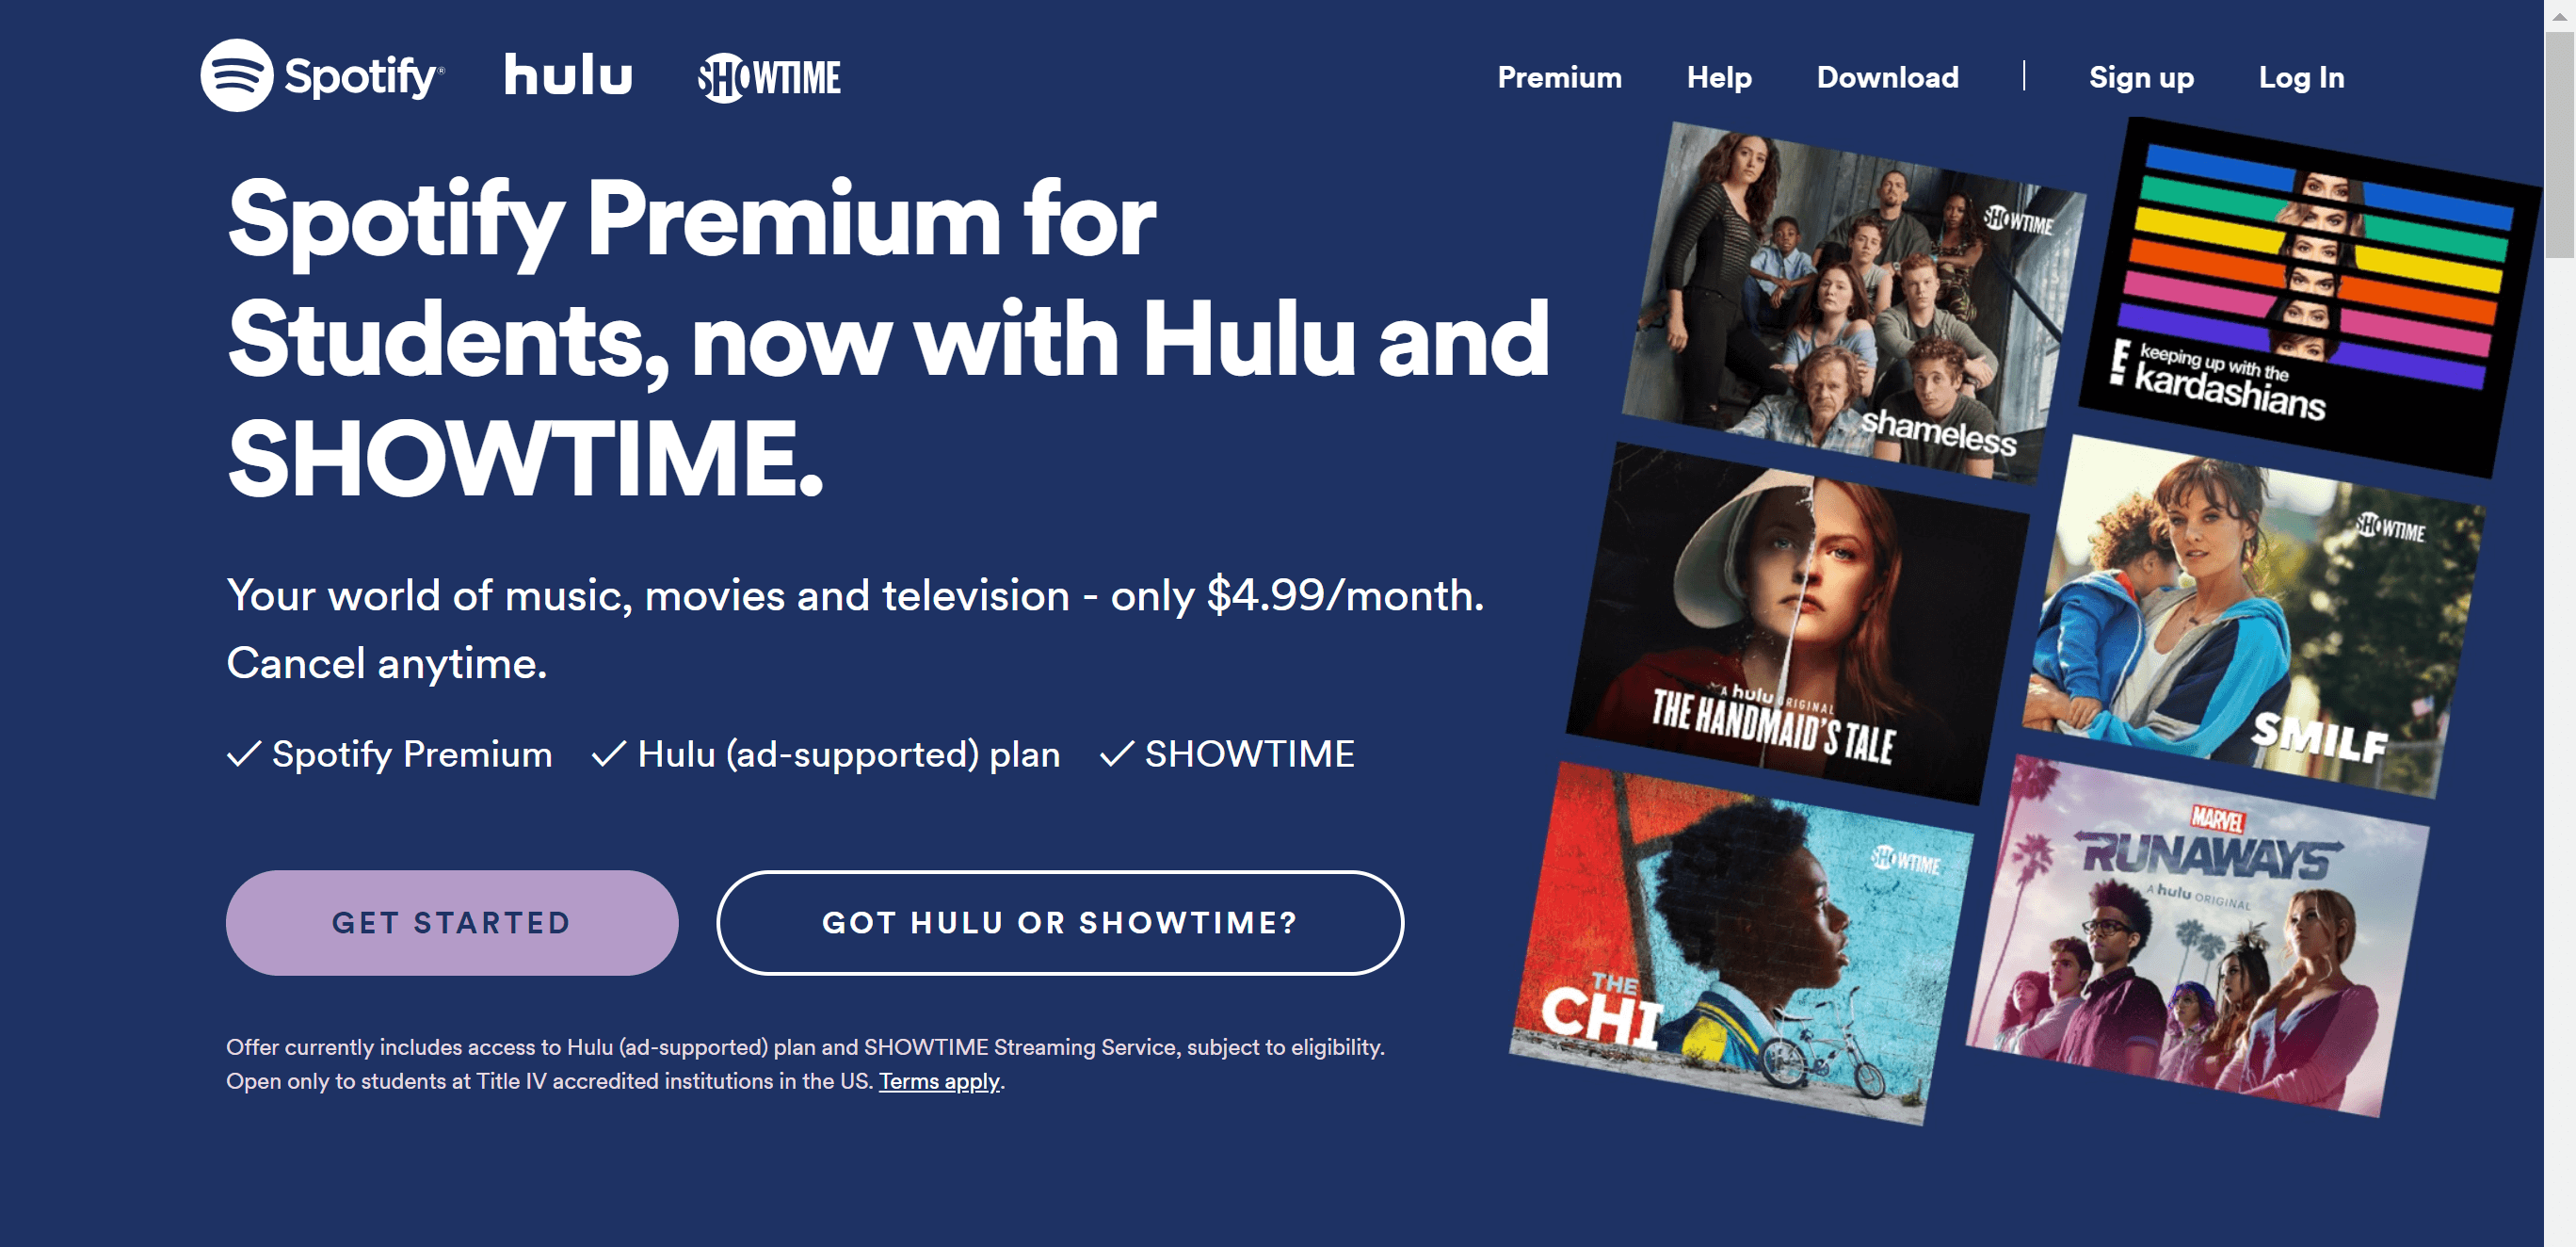 Spotify®
hulu
SHOWTIME
Premium
Help
Download
Sign up
Log In
Spotify Premium for
Students, now with Hulu and
SHOWTIME.
Your world of music, movies and television - only $4.99/month.
Cancel anytime.
Spotify Premium
Hulu (ad-supported) plan
SHOWTIME
GET STARTED
GOT HULU OR SHOWTIME?
Offer currently includes access to Hulu (ad-supported) plan and SHOWTIME Streaming Service, subject to eligibility.
Open only to students at Title IV accredited institutions in the US. Terms apply.
SHOWTIME
shameless
E!
keeping up with the
kardashians
A hulu ORIGINAL
THE HANDMAID'S TALE
SHOWTIME
SMILF
SHOWTIME
THE
CHI
MARVEL
RUNAWAYS
A hulu ORIGINAL